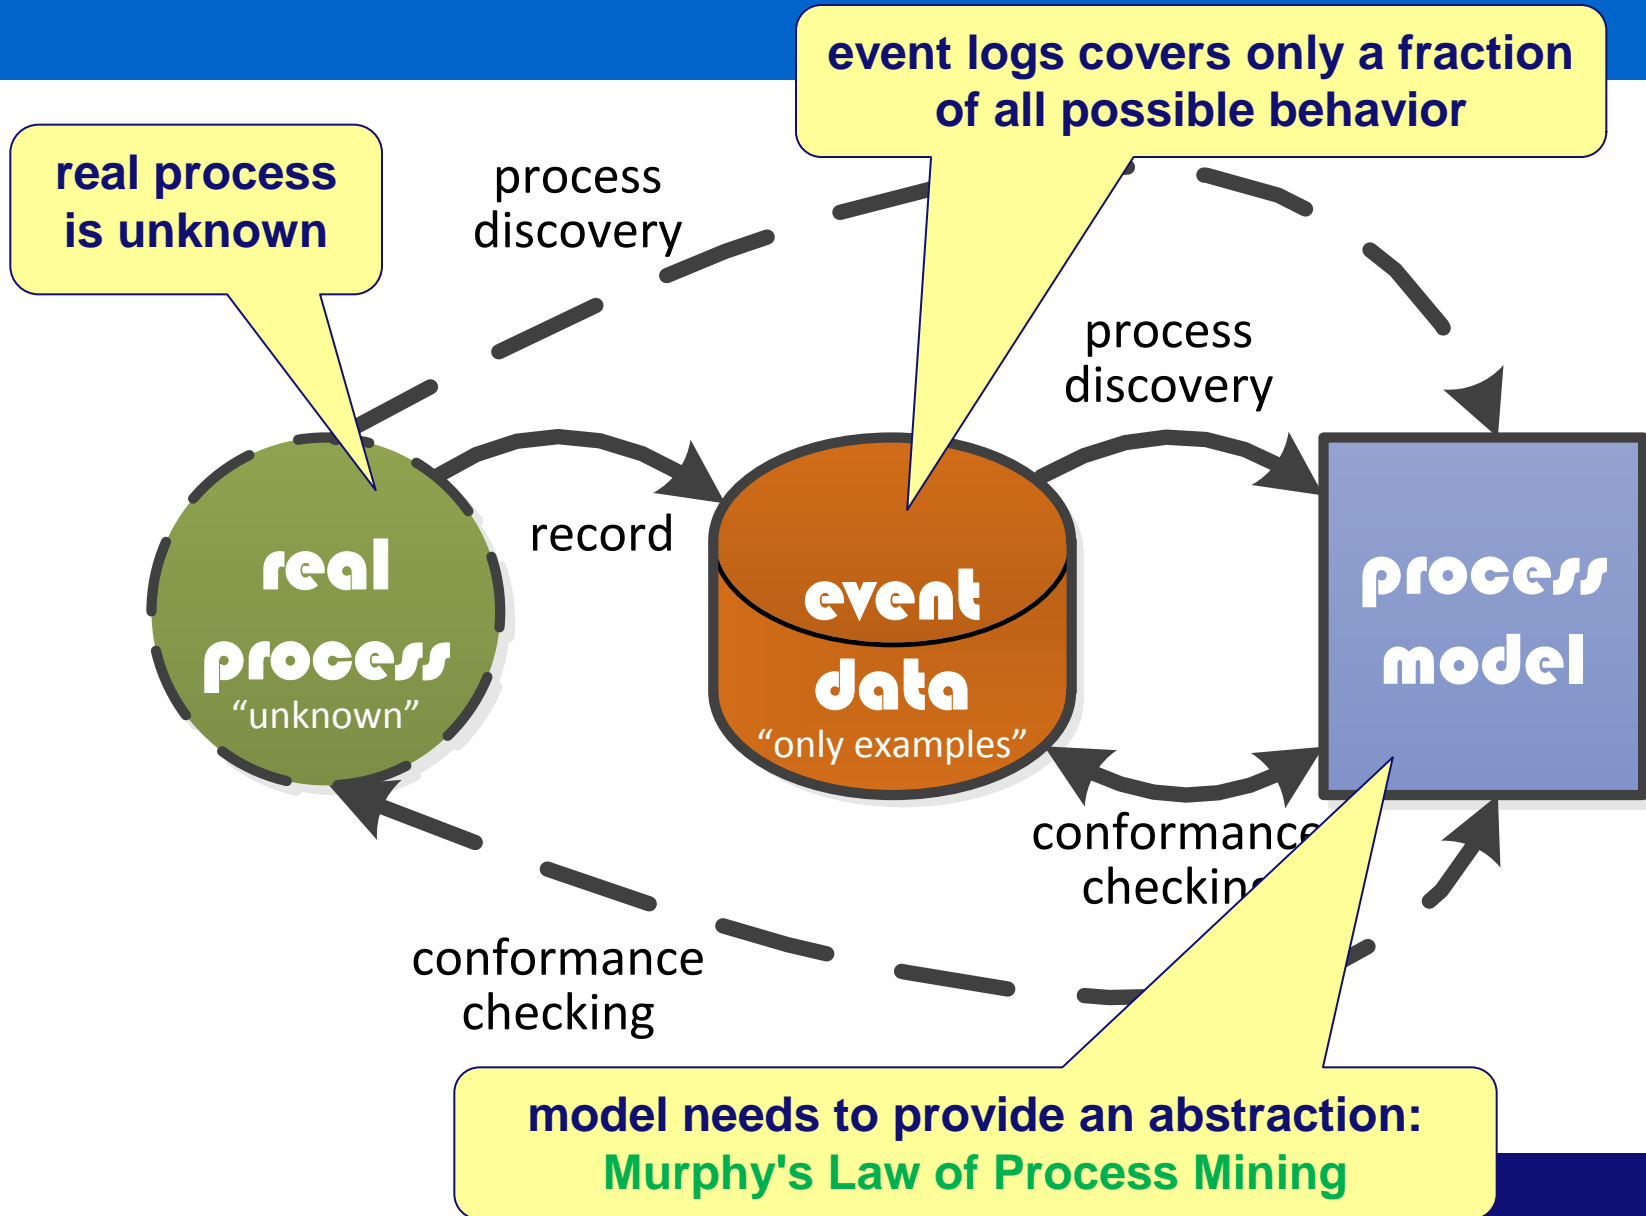 event logs covers only a fraction
of all possible behavior
real process
is unknown
process
discovery
process
discovery
record
real
process
“unknown”
event
data
“only examples”
process
model
conformance
checking
conformance
checking
model needs to provide an abstraction:
Murphy's Law of Process Mining